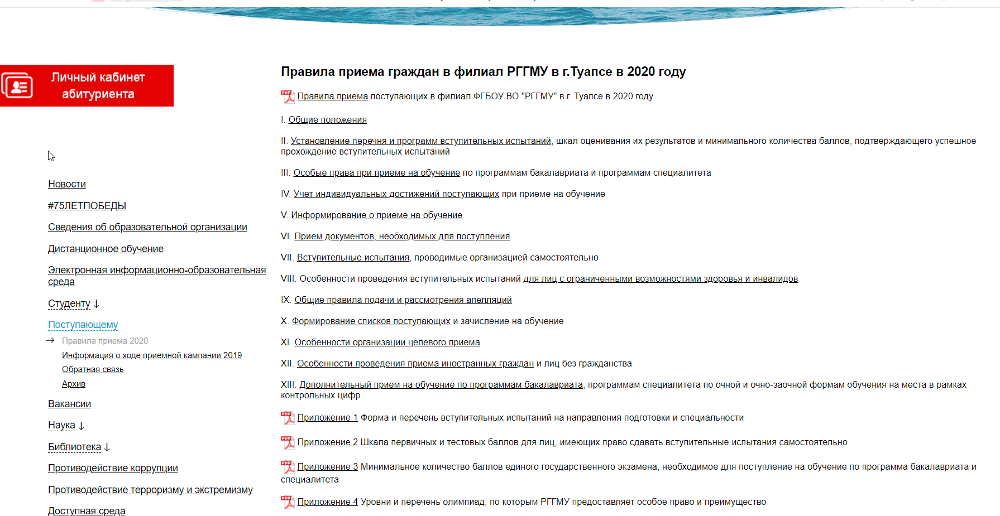 Личный кабинет
абитуриента
Новости
#75ЛЕТПОБЕДЫ
Сведения об образовательной организации
Дистанционное обучение
Электронная информационно-образовательная
среда
Студенту ↓
Поступающему
→ Правила приема 2020
Информация о ходе приемной кампании 2019
Обратная связь
Архив
Вакансии
Наука ↓
Библиотека ↓
Противодействие коррупции
Противодействие терроризму и экстремизму
Доступная среда
Правила приема граждан в филиал РГГМУ в г.Туапсе в 2020 году
PDF Правила приема поступающих в филиал ФГБОУ ВО "РГГМУ" в г. Туапсе в 2020 году
I. Общие положения
II. Установление перечня и программ вступительных испытаний, шкал оценивания их результатов и минимального количества баллов, подтверждающего успешное
прохождение вступительных испытаний
III. Особые права при приеме на обучение по программам бакалавриата и программам специалитета
IV. Учет индивидуальных достижений поступающих при приеме на обучение
V. Информирование о приеме на обучение
VI. Прием документов, необходимых для поступления
VII. Вступительные испытания, проводимые организацией самостоятельно
VIII. Особенности проведения вступительных испытаний для лиц с ограниченными возможностями здоровья и инвалидов
IX. Общие правила подачи и рассмотрения апелляций
X. Формирование списков поступающих и зачисление на обучение
XI. Особенности организации целевого приема
XII. Особенности проведения приема иностранных граждан и лиц без гражданства
XIII. Дополнительный прием на обучение по программам бакалавриата, программам специалитета по очной и очно-заочной формам обучения на места в рамках
контрольных цифр
PDF Приложение 1 Форма и перечень вступительных испытаний на направления подготовки и специальности
PDF Приложение 2 Шкала первичных и тестовых баллов для лиц, имеющих право сдавать вступительные испытания самостоятельно
PDF Приложение 3 Минимальное количество баллов единого государственного экзамена, необходимое для поступление на обучение по программа бакалавриата и
специалитета
PDF Приложение 4 Уровни и перечень олимпиад, по которым РГГМУ предоставляет особое право и преимущество